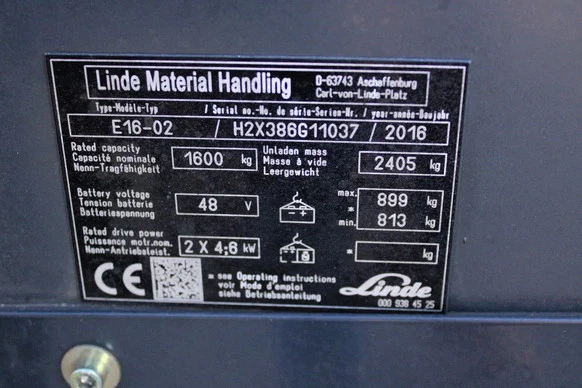 Linde Material Handling D-63743 Aschaffenburg
Carl-von-Linde-Platz
Type-Modèle-Typ / Serial no.-No. de série-Serien-Nr. / year-année-Baujahr
E16-02 / H2X386G11037 / 2016
Rated capacity
Capacité nominale
Nenn-Tragfähigkeit
1600 kg
Unladen mass
Masse à vide
Leergewicht
2405 kg
Battery voltage
Tension batterie
Batteriespannung
48 V
max. 899 kg
min. 813 kg
Rated drive power
Puissance motr.nom.
Nenn-Antriebsleist.
2 X 4,6 kW
= kg
CE
= see Operating instructions
voir Mode d'emploi
siehe Betriebsanleitung
Linde
000 938 45 25